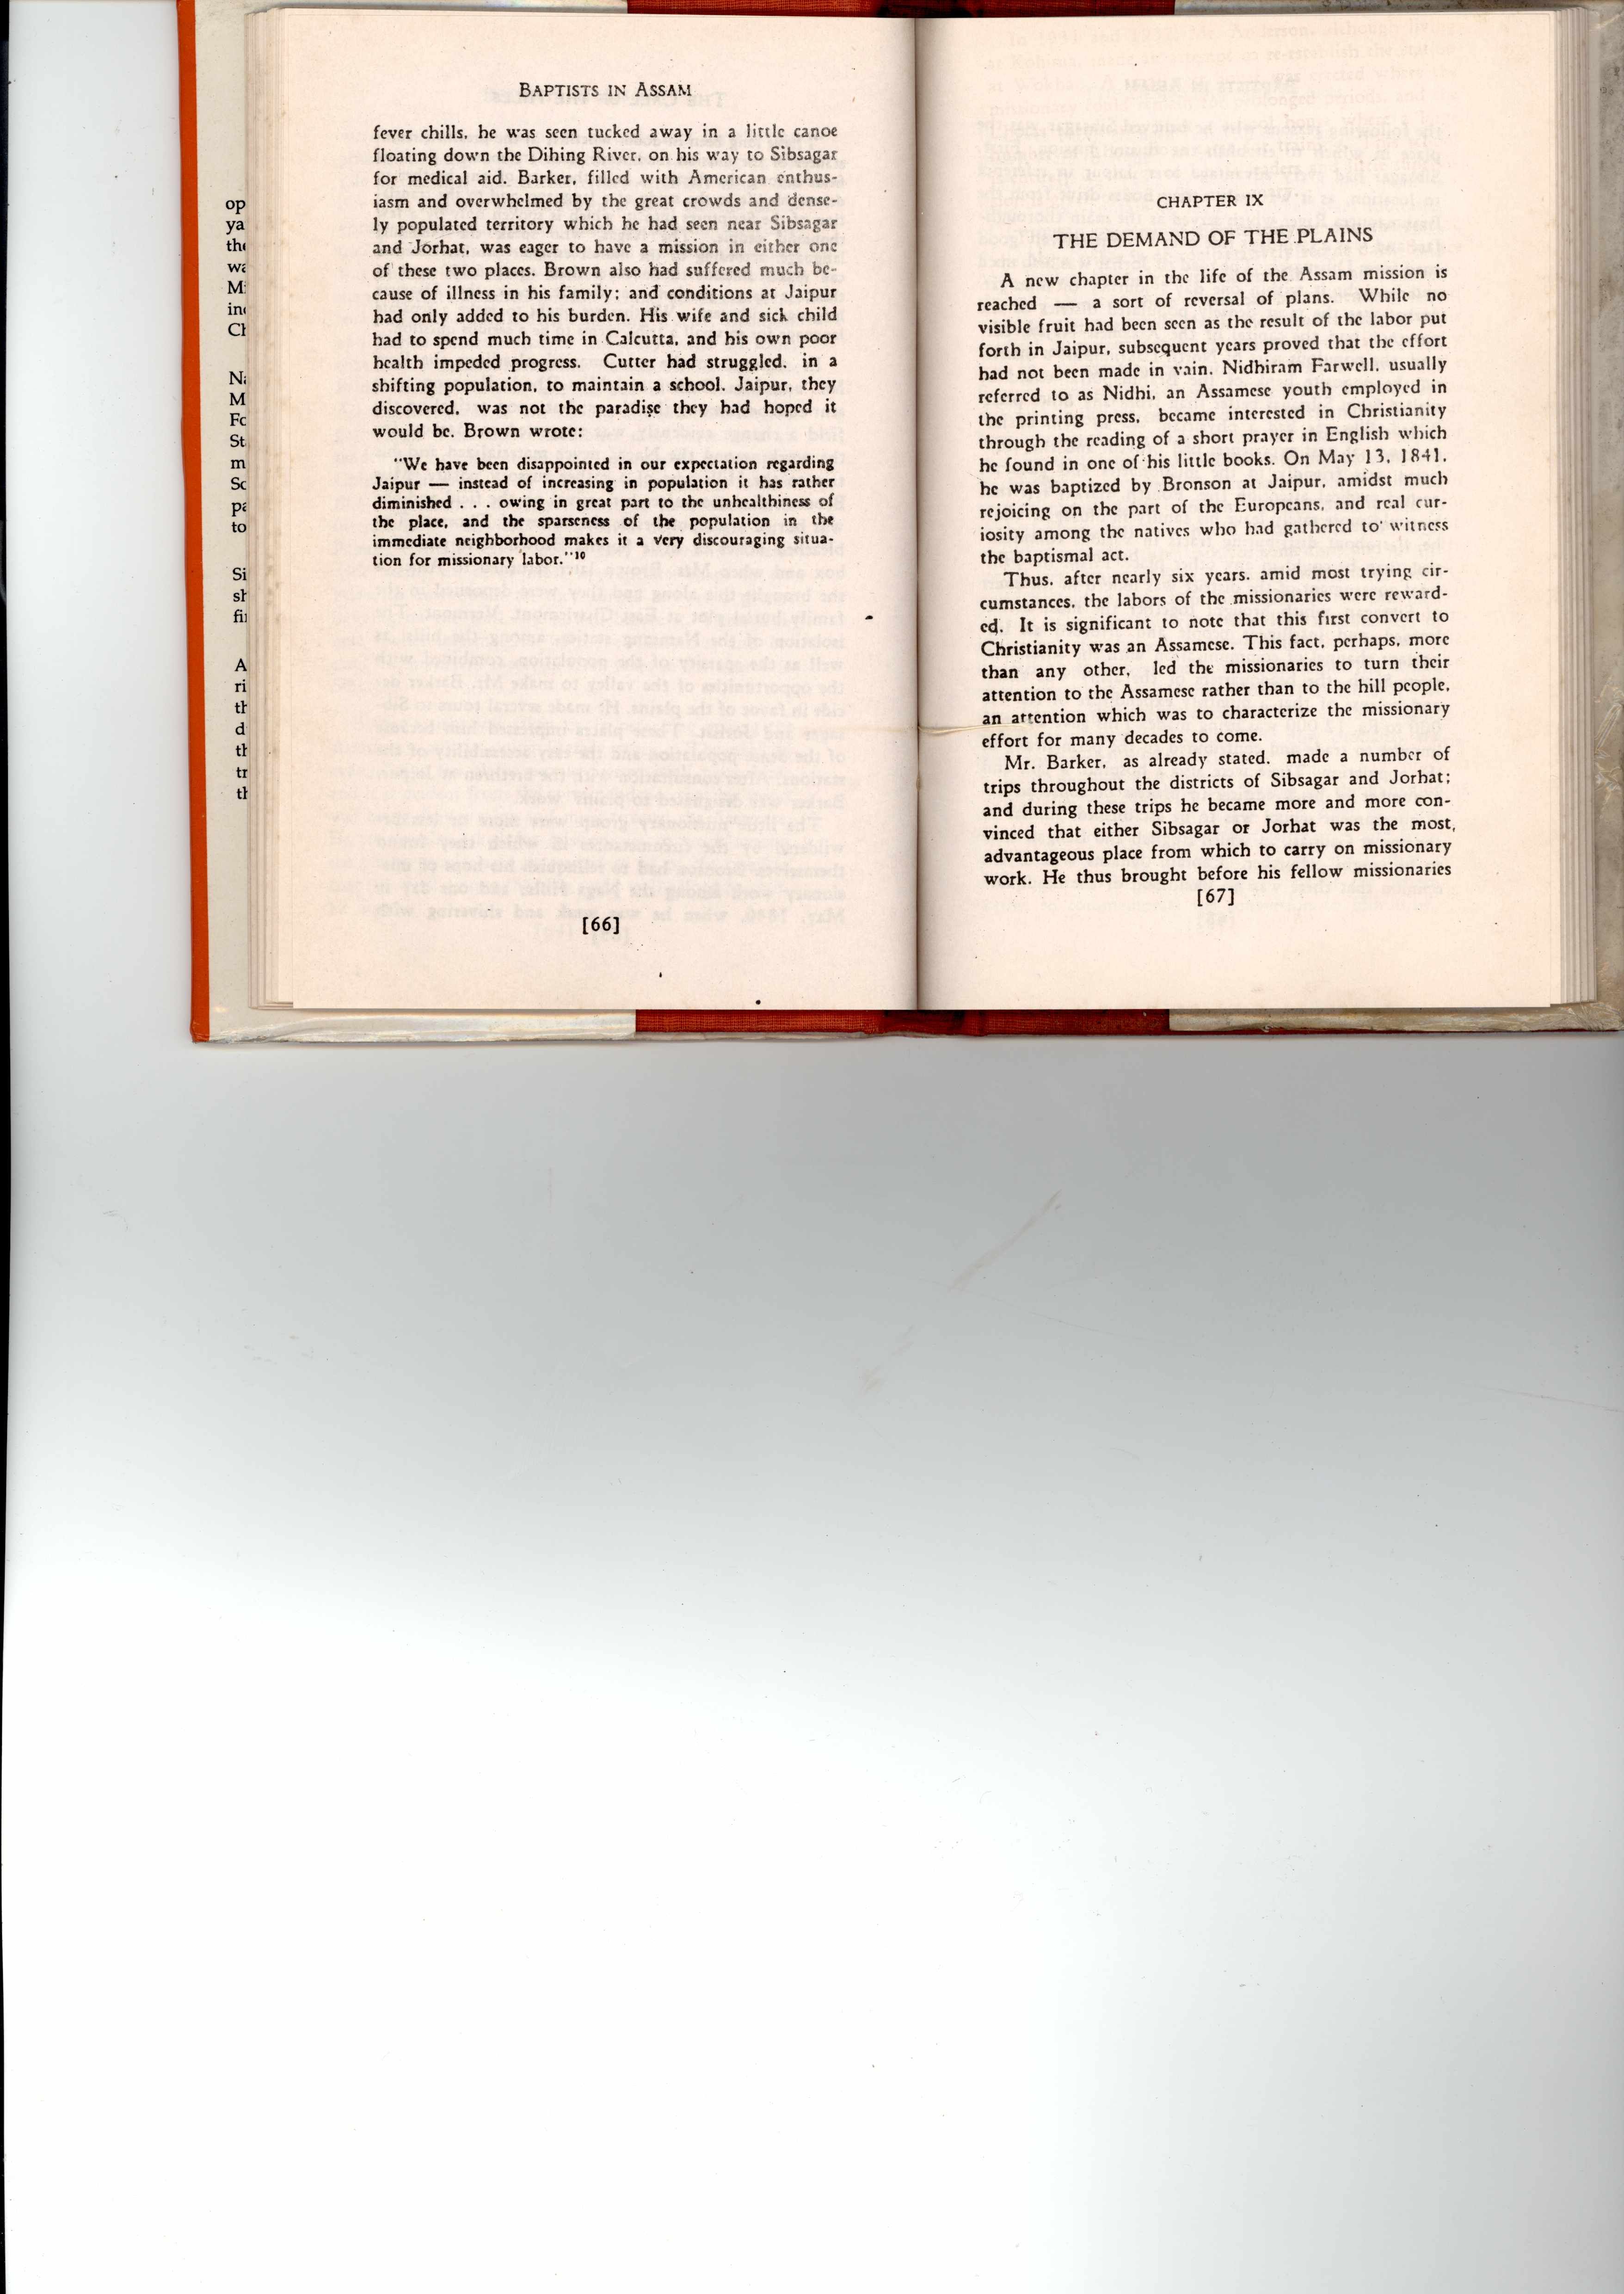 BAPTISTS IN ASSAM
fever chills, he was seen tucked away in a little canoe
floating down the Dihing River, on his way to Sibsagar
for medical aid. Barker, filled with American enthus-
iasm and overwhelmed by the great crowds and dense-
ly populated territory which he had seen near Sibsagar
and Jorhat, was eager to have a mission in either one
of these two places. Brown also had suffered much be-
cause of illness in his family; and conditions at Jaipur
had only added to his burden. His wife and sick child
had to spend much time in Calcutta, and his own poor
health impeded progress. Cutter had struggled, in a
shifting population, to maintain a school. Jaipur, they
discovered, was not the paradise they had hoped it
would be. Brown wrote:
"We have been disappointed in our expectation regarding
Jaipur — instead of increasing in population it has rather
diminished . . . owing in great part to the unhealthiness of
the place, and the sparseness of the population in the
immediate neighborhood makes it a very discouraging situa-
tion for missionary labor."10
[66]
CHAPTER IX
THE DEMAND OF THE PLAINS
A new chapter in the life of the Assam mission is
reached — a sort of reversal of plans. While no
visible fruit had been seen as the result of the labor put
forth in Jaipur, subsequent years proved that the effort
had not been made in vain. Nidhiram Farwell, usually
referred to as Nidhi, an Assamese youth employed in
the printing press, became interested in Christianity
through the reading of a short prayer in English which
he found in one of his little books. On May 13, 1841,
he was baptized by Bronson at Jaipur, amidst much
rejoicing on the part of the Europeans, and real cur-
iosity among the natives who had gathered to witness
the baptismal act.
Thus, after nearly six years, amid most trying cir-
cumstances, the labors of the missionaries were reward-
ed. It is significant to note that this first convert to
Christianity was an Assamese. This fact, perhaps, more
than any other, led the missionaries to turn their
attention to the Assamese rather than to the hill people,
an attention which was to characterize the missionary
effort for many decades to come.
Mr. Barker, as already stated, made a number of
trips throughout the districts of Sibsagar and Jorhat;
and during these trips he became more and more con-
vinced that either Sibsagar or Jorhat was the most,
advantageous place from which to carry on missionary
work. He thus brought before his fellow missionaries
[67]